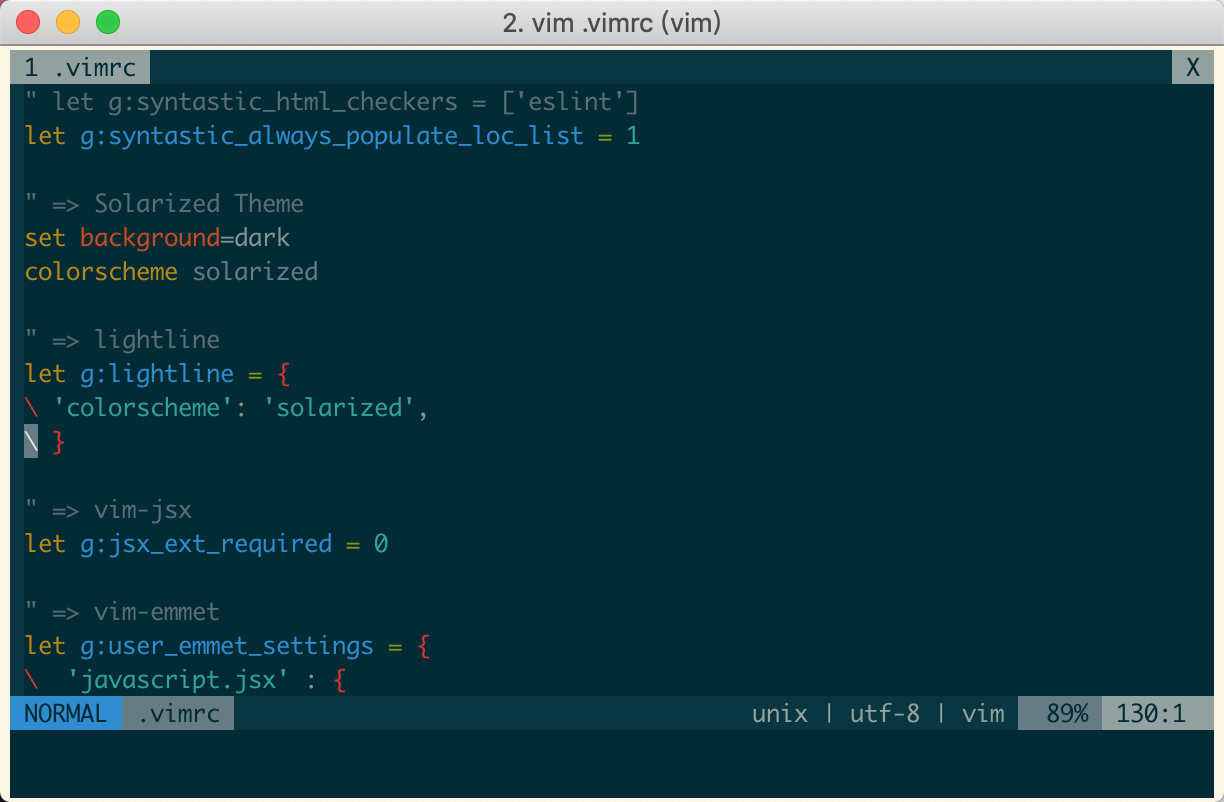 2. vim .vimrc (vim)
1 .vimrc X
" let g:syntastic_html_checkers = ['eslint']
let g:syntastic_always_populate_loc_list = 1
" => Solarized Theme
set background=dark
colorscheme solarized
" => lightline
let g:lightline = {
\ 'colorscheme': 'solarized',
\ }
" => vim-jsx
let g:jsx_ext_required = 0
" => vim-emmet
let g:user_emmet_settings = {
\  'javascript.jsx' : {
NORMAL .vimrc unix | utf-8 | vim 89% 130:1